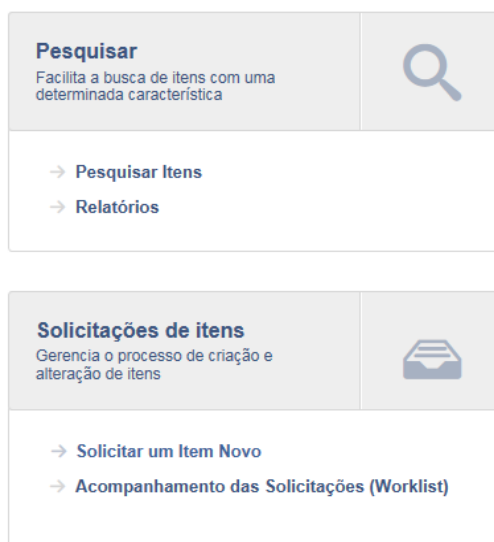 Pesquisar
Facilita a busca de itens com uma
determinada característica
Pesquisar Itens
Relatórios
Solicitações de itens
Gerencia o processo de criação e
alteração de itens
Solicitar um Item Novo
Acompanhamento das Solicitações (Worklist)